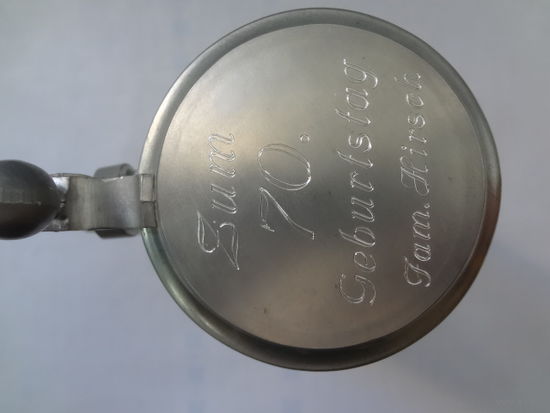 Zum
70.
Geburtstag.
Fam. Hirsch